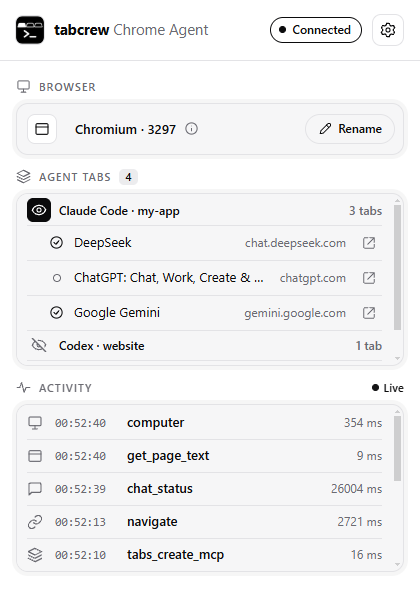 tabcrew Chrome Agent
Connected
BROWSER
Chromium · 3297
Rename
AGENT TABS 4
Claude Code · my-app 3 tabs
DeepSeek chat.deepseek.com
ChatGPT: Chat, Work, Create & ... chatgpt.com
Google Gemini gemini.google.com
Codex · website 1 tab
ACTIVITY Live
00:52:40 computer 354 ms
00:52:40 get_page_text 9 ms
00:52:39 chat_status 26004 ms
00:52:13 navigate 2721 ms
00:52:10 tabs_create_mcp 16 ms